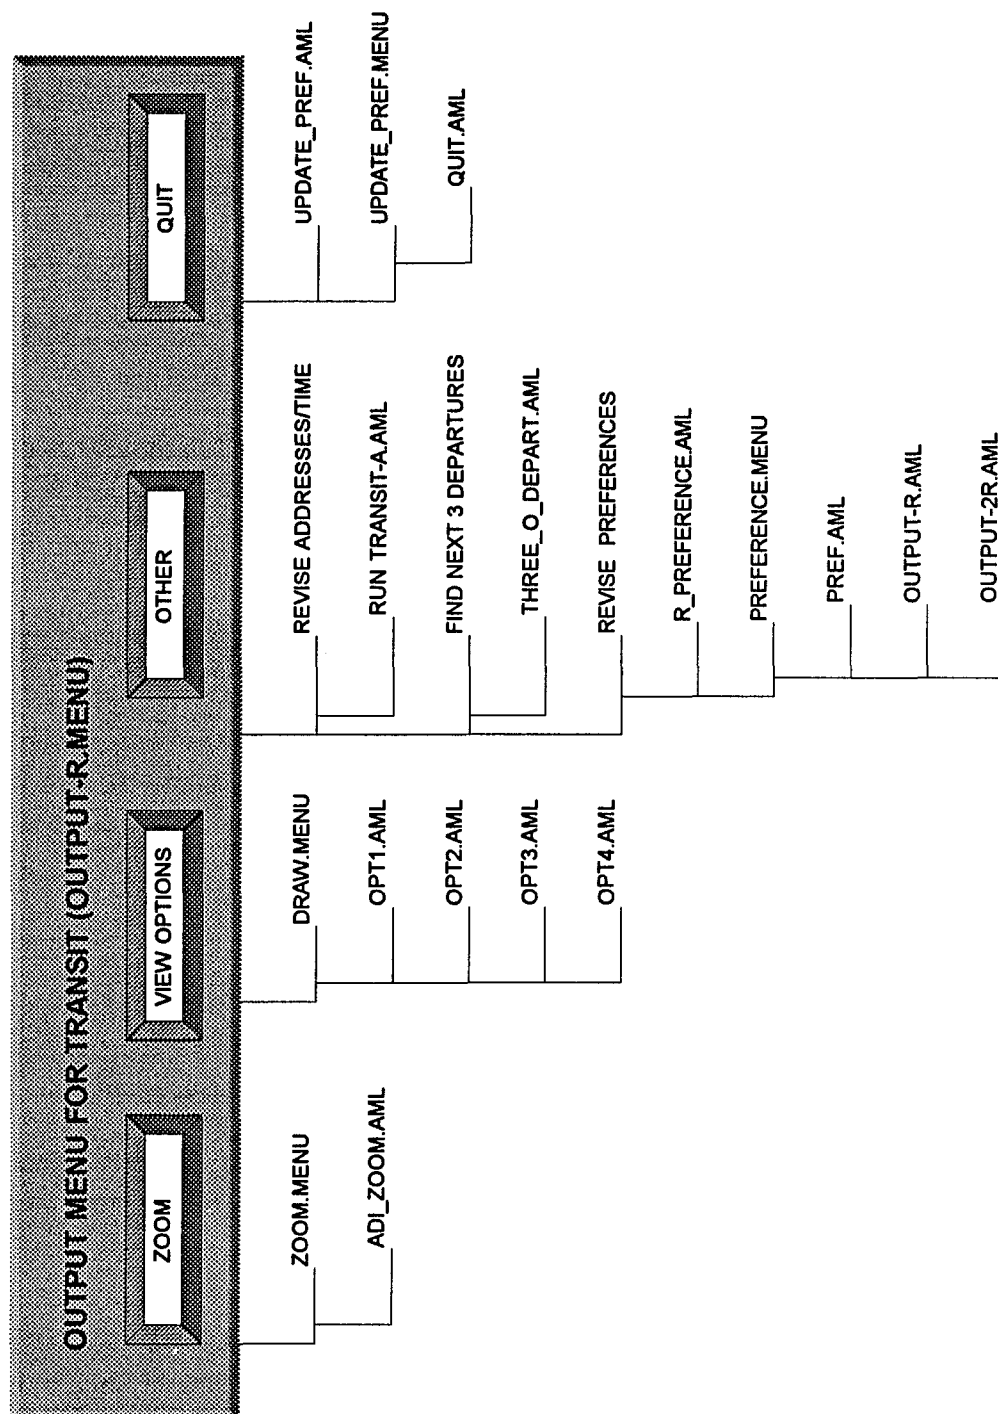 OUTPUT MENU FOR TRANSIT (OUTPUT-R.MENU)
ZOOM
VIEW OPTIONS
OTHER
QUIT
ZOOM.MENU
ADI_ZOOM.AML
DRAW.MENU
OPT1.AML
OPT2.AML
OPT3.AML
OPT4.AML
REVISE ADDRESSES/TIME
RUN TRANSIT-A.AML
FIND NEXT 3 DEPARTURES
THREE_O_DEPART.AML
REVISE PREFERENCES
R_PREFERENCE.AML
PREFERENCE.MENU
PREF.AML
OUTPUT-R.AML
OUTPUT-2R.AML
UPDATE_PREF.AML
UPDATE_PREF.MENU
QUIT.AML